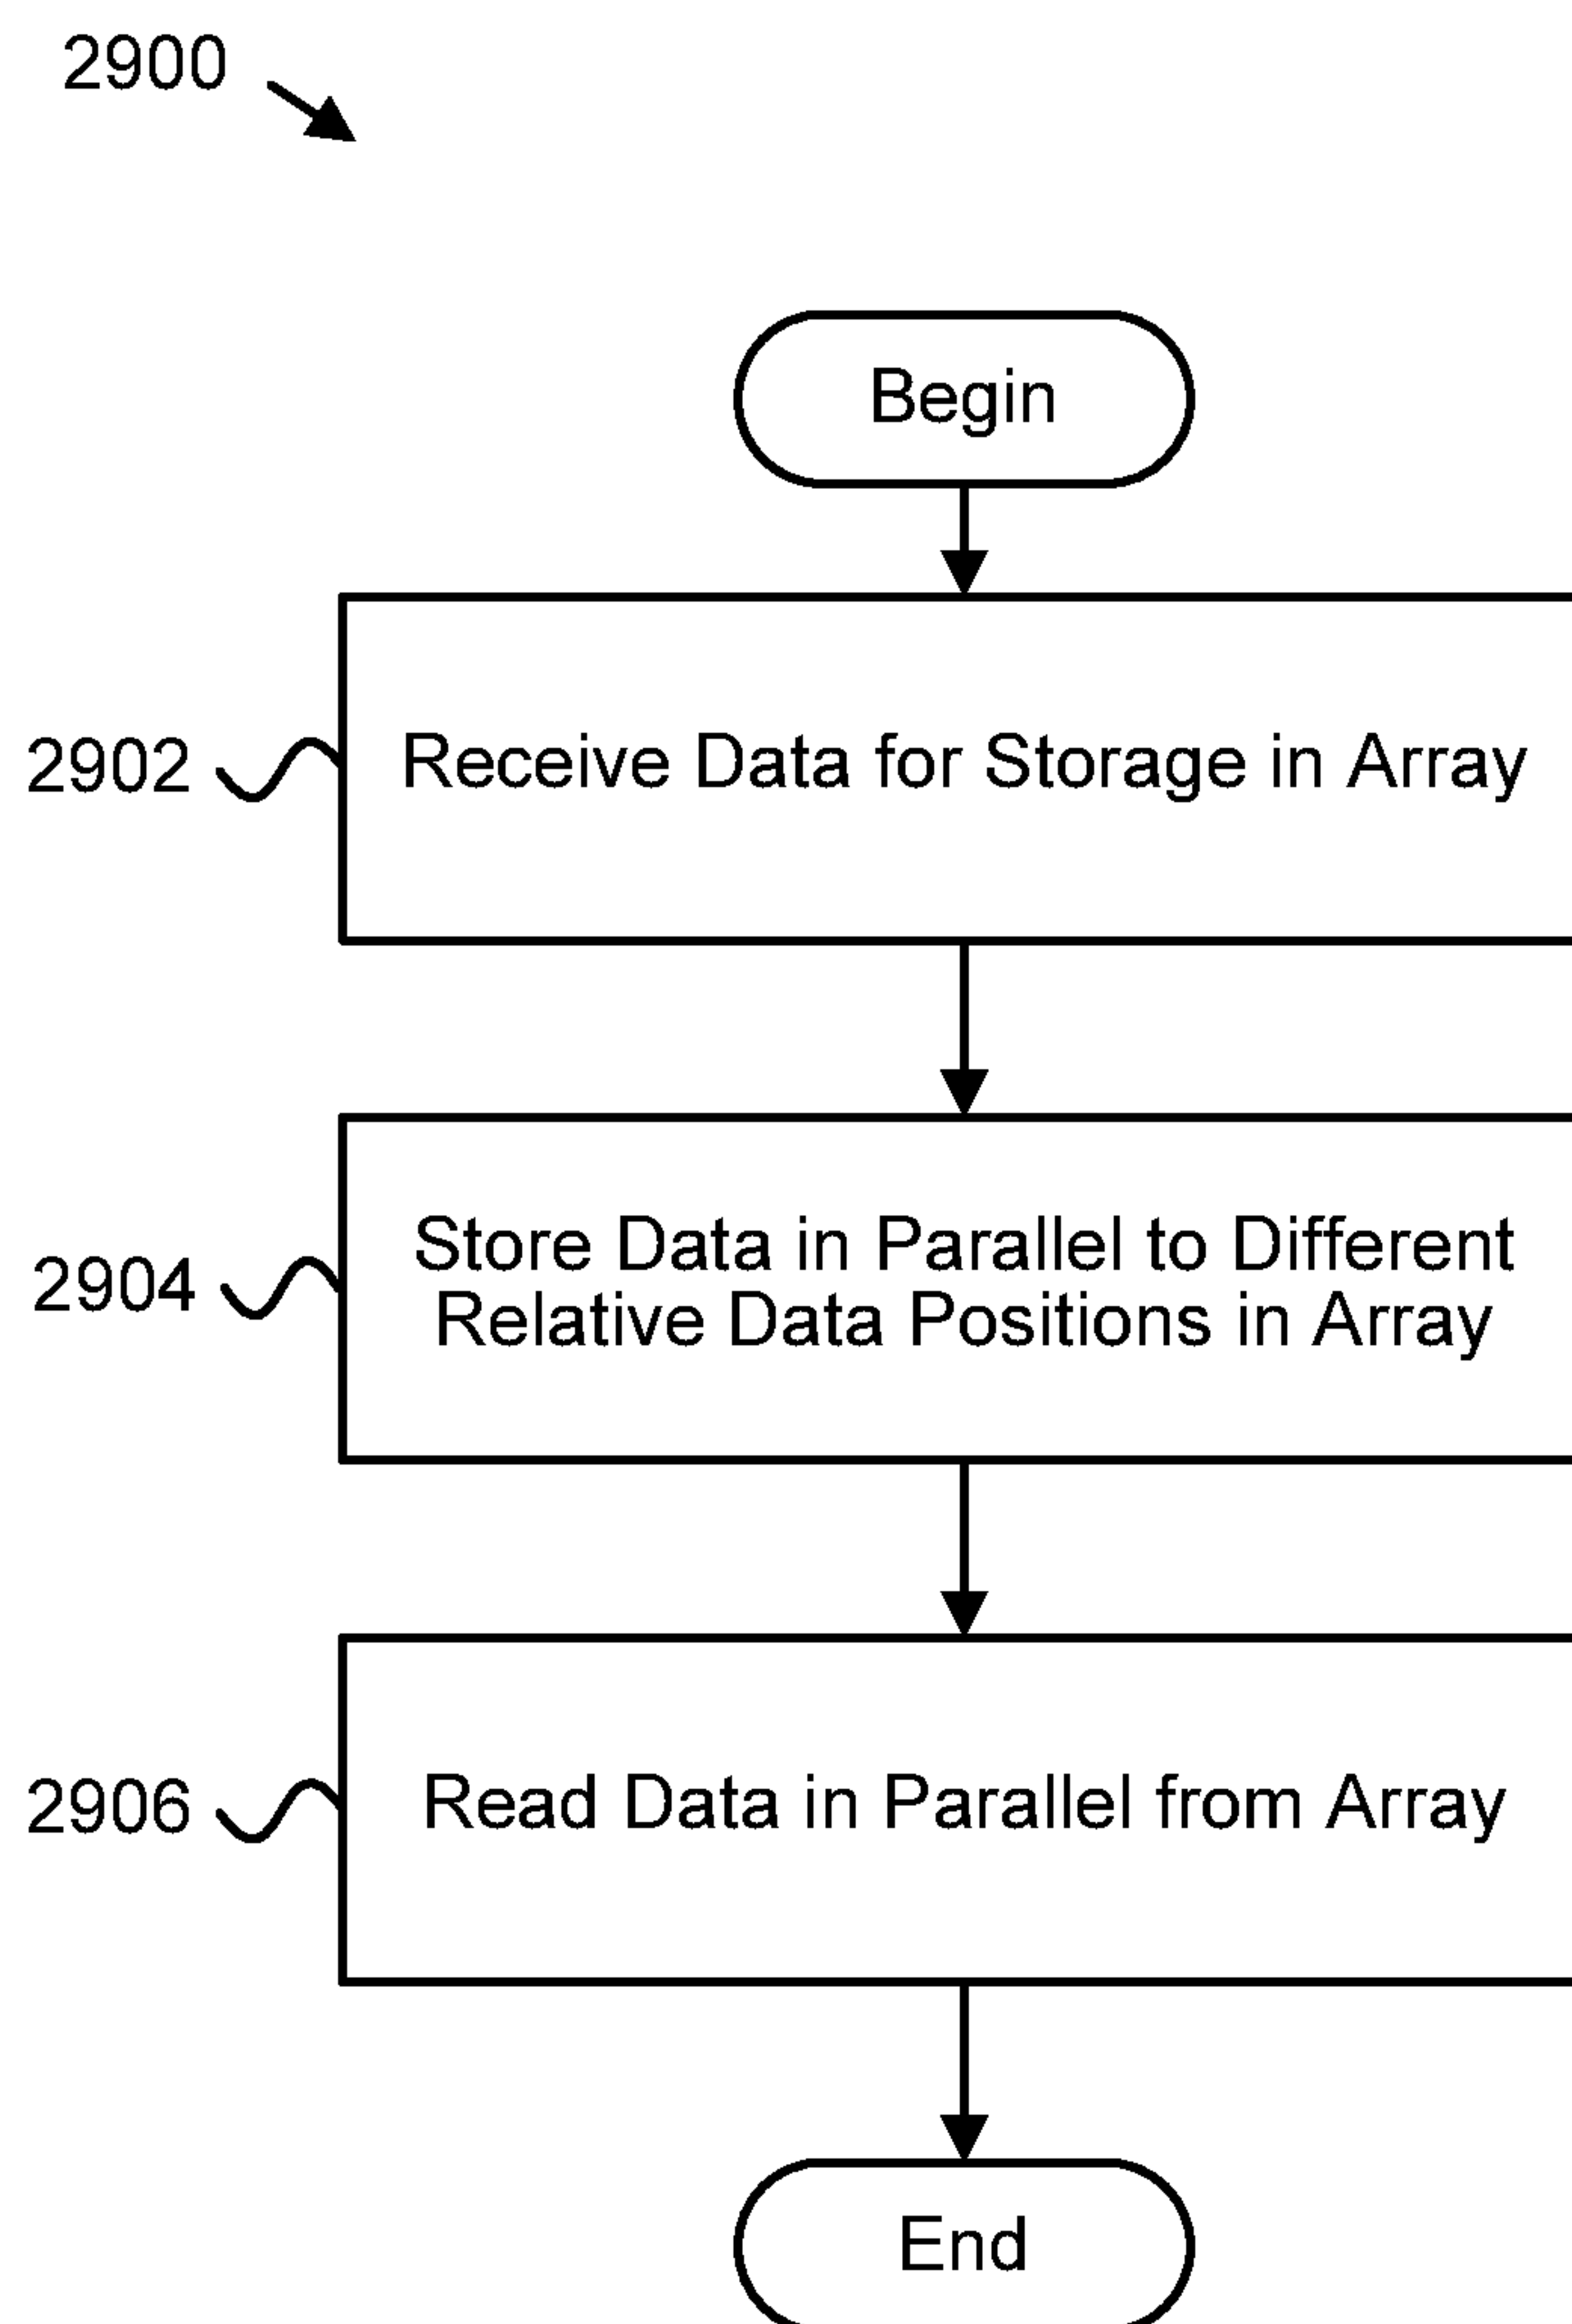 2900
Begin
2902
Receive Data for Storage in Array
2904
Store Data in Parallel to Different
Relative Data Positions in Array
2906
Read Data in Parallel from Array
End